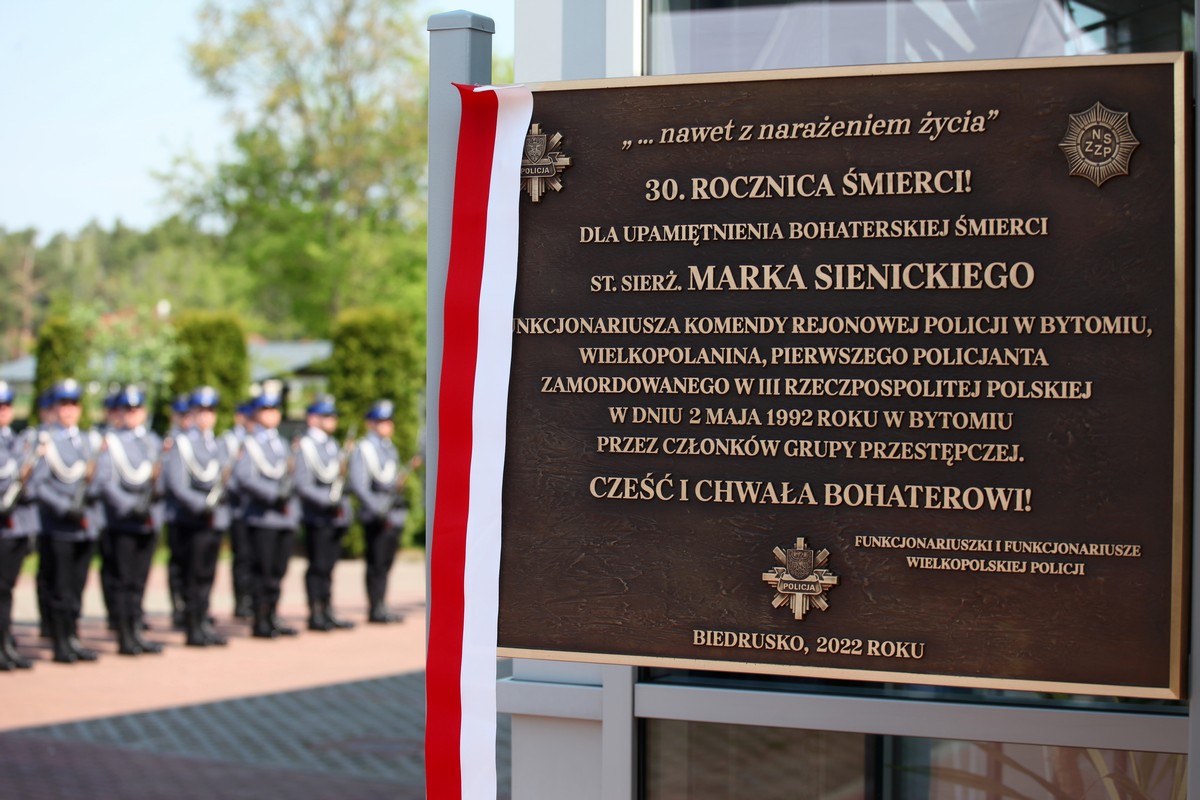 „... nawet z narażeniem życia”
POLICJA
NS
ZZP
30. ROCZNICA ŚMIERCI!
DLA UPAMIĘTNIENIA BOHATERSKIEJ ŚMIERCI
ST. SIERŻ. MARKA SIENICKIEGO
UNKCJONARIUSZA KOMENDY REJONOWEJ POLICJI W BYTOMIU,
WIELKOPOLANINA, PIERWSZEGO POLICJANTA
ZAMORDOWANEGO W III RZECZPOSPOLITEJ POLSKIEJ
W DNIU 2 MAJA 1992 ROKU W BYTOMIU
PRZEZ CZŁONKÓW GRUPY PRZESTĘPCZEJ.
CZEŚĆ I CHWAŁA BOHATEROWI!
FUNKCJONARIUSZKI I FUNKCJONARIUSZE
WIELKOPOLSKIEJ POLICJI
POLICJA
BIEDRUSKO, 2022 ROKU